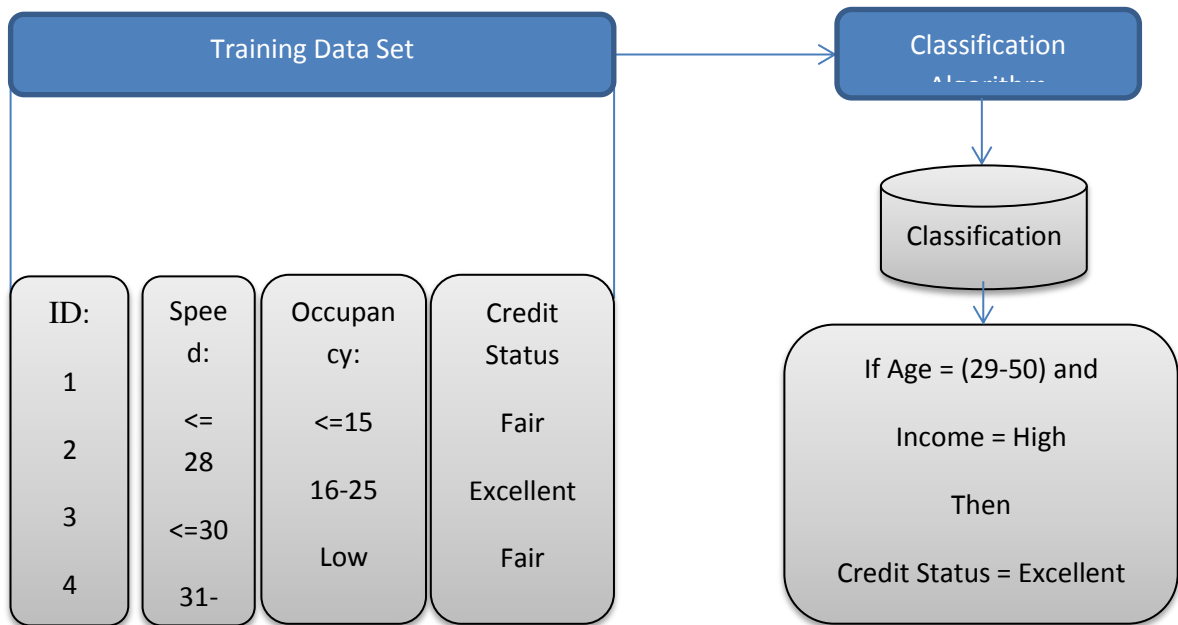 Training Data Set
Classification
Algorithm
Classification
ID:
1
2
3
4
Spee
d:
<=
28
<=30
31-
Occupan
cy:
<=15
16-25
Low
Credit
Status
Fair
Excellent
Fair
If Age = (29-50) and
Income = High
Then
Credit Status = Excellent